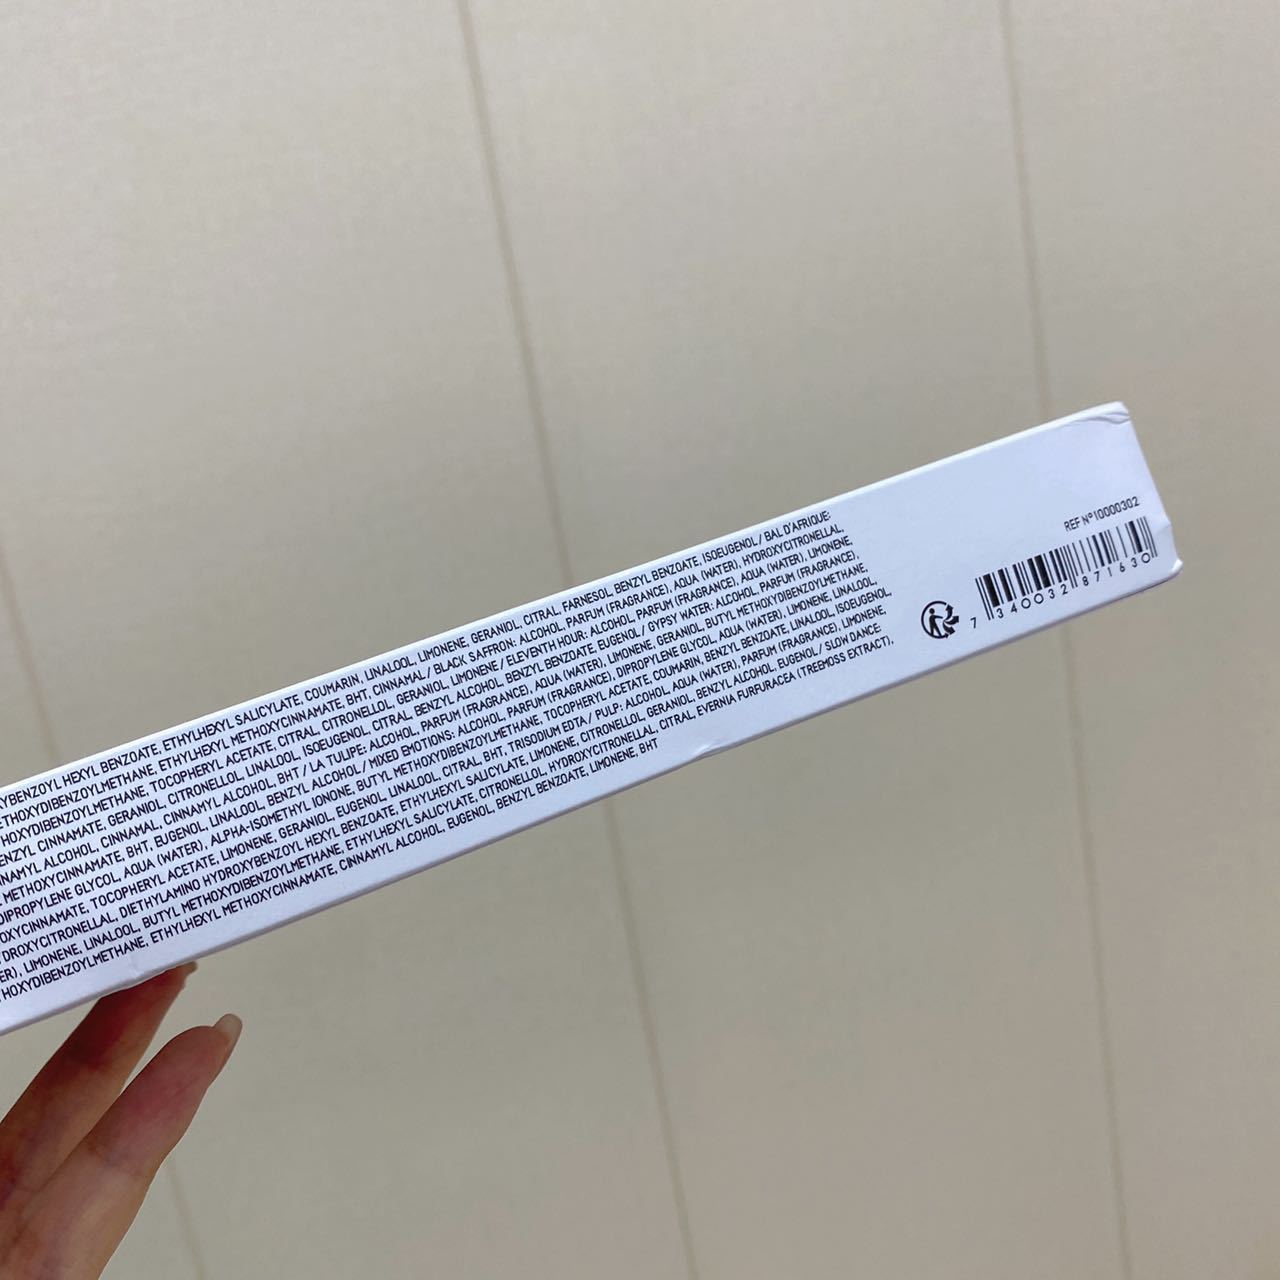 XYBENZOYL HEXYL BENZOATE, ETHYLHEXYL SALICYLATE, COUMARIN, LINALOOL, LIMONENE, GERANIOL, CITRAL, FARNESOL, BENZYL BENZOATE, ISOEUGENOL / BAL D'AFRIQUE:
THOXYDIBENZOYLMETHANE, ETHYLHEXYL METHOXYCINNAMATE, BHT, CINNAMAL / BLACK SAFFRON: ALCOHOL, PARFUM (FRAGRANCE), AQUA (WATER), HYDROXYCITRONELLAL,
HOXYDIBENZOYLMETHANE, TOCOPHERYL ACETATE, CITRAL, CITRONELLOL, GERANIOL, LIMONENE / ELEVENTH HOUR: ALCOHOL, PARFUM (FRAGRANCE), AQUA (WATER), LIMONENE,
ENZYL CINNAMATE, GERANIOL, CITRONELLOL, LINALOOL, ISOEUGENOL, CITRAL, BENZYL ALCOHOL, BENZYL BENZOATE, EUGENOL / GYPSY WATER: ALCOHOL, PARFUM (FRAGRANCE),
NAMYL ALCOHOL, CINNAMAL, CINNAMYL ALCOHOL, BHT / LA TULIPE: ALCOHOL, PARFUM (FRAGRANCE), AQUA (WATER), LIMONENE, GERANIOL, BUTYL METHOXYDIBENZOYLMETHANE,
METHOXYCINNAMATE, BHT, EUGENOL, LINALOOL, BENZYL ALCOHOL / MIXED EMOTIONS: ALCOHOL, PARFUM (FRAGRANCE), DIPROPYLENE GLYCOL, AQUA (WATER), LIMONENE, LINALOOL,
DIPROPYLENE GLYCOL, AQUA (WATER), ALPHA-ISOMETHYL IONONE, BUTYL METHOXYDIBENZOYLMETHANE, TOCOPHERYL ACETATE, COUMARIN, BENZYL BENZOATE, LINALOOL, ISOEUGENOL,
OXYCINNAMATE, TOCOPHERYL ACETATE, LIMONENE, GERANIOL, EUGENOL, LINALOOL, CITRAL, BHT, TRISODIUM EDTA / PULP: ALCOHOL, AQUA (WATER), PARFUM (FRAGRANCE), LIMONENE,
YDROXYCITRONELLAL, DIETHYLAMINO HYDROXYBENZOYL HEXYL BENZOATE, ETHYLHEXYL SALICYLATE, LIMONENE, CITRONELLOL, GERANIOL, BENZYL ALCOHOL, EUGENOL / SLOW DANCE
ER), LIMONENE, LINALOOL, BUTYL METHOXYDIBENZOYLMETHANE, ETHYLHEXYL SALICYLATE, CITRONELLOL, HYDROXYCITRONELLAL, CITRAL, EVERNIA FURFURACEA (TREEMOSS EXTRACT),
HOXYDIBENZOYLMETHANE, ETHYLHEXYL METHOXYCINNAMATE, CINNAMYL ALCOHOL, EUGENOL, BENZYL BENZOATE, LIMONENE, BHT
REF N°10000302
7 340032 871630